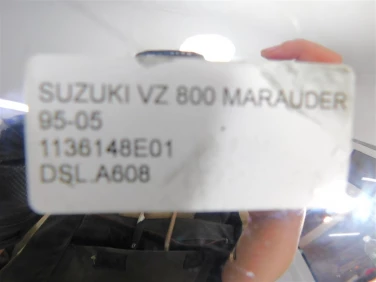 SUZUKI VZ 800 MARAUDER
95-05
1136148E01
DSL.A608